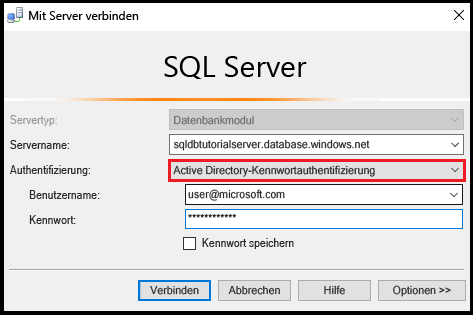 Mit Server verbinden
SQL Server
Servertyp: Datenbankmodul
Servername: sqldbtutorialserver.database.windows.net
Authentifizierung: Active Directory-Kennwortauthentifizierung
Benutzername: user@microsoft.com
Kennwort: ************
Kennwort speichern
Verbinden Abbrechen Hilfe Optionen >>